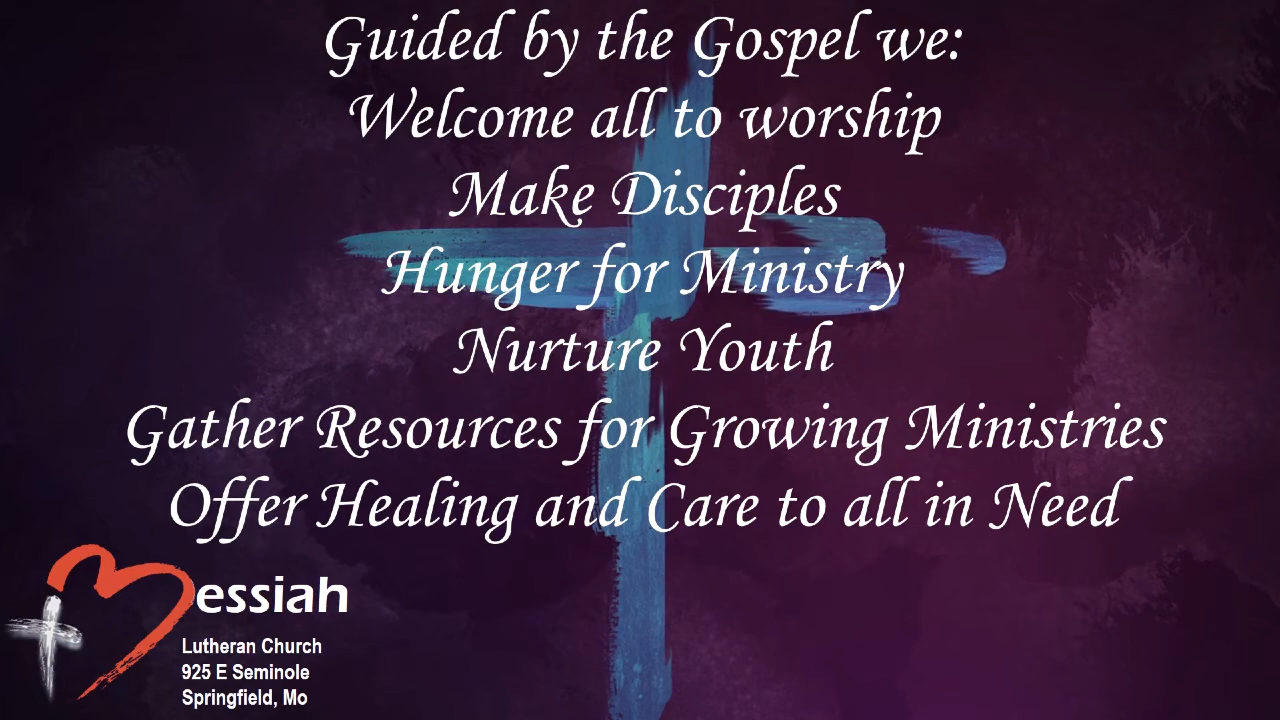 Guided by the Gospel we:
Welcome all to worship
Make Disciples
Hunger for Ministry
Nurture Youth
Gather Resources for Growing Ministries
Offer Healing and Care to all in Need
Messiah
Lutheran Church
925 E Seminole
Springfield, Mo